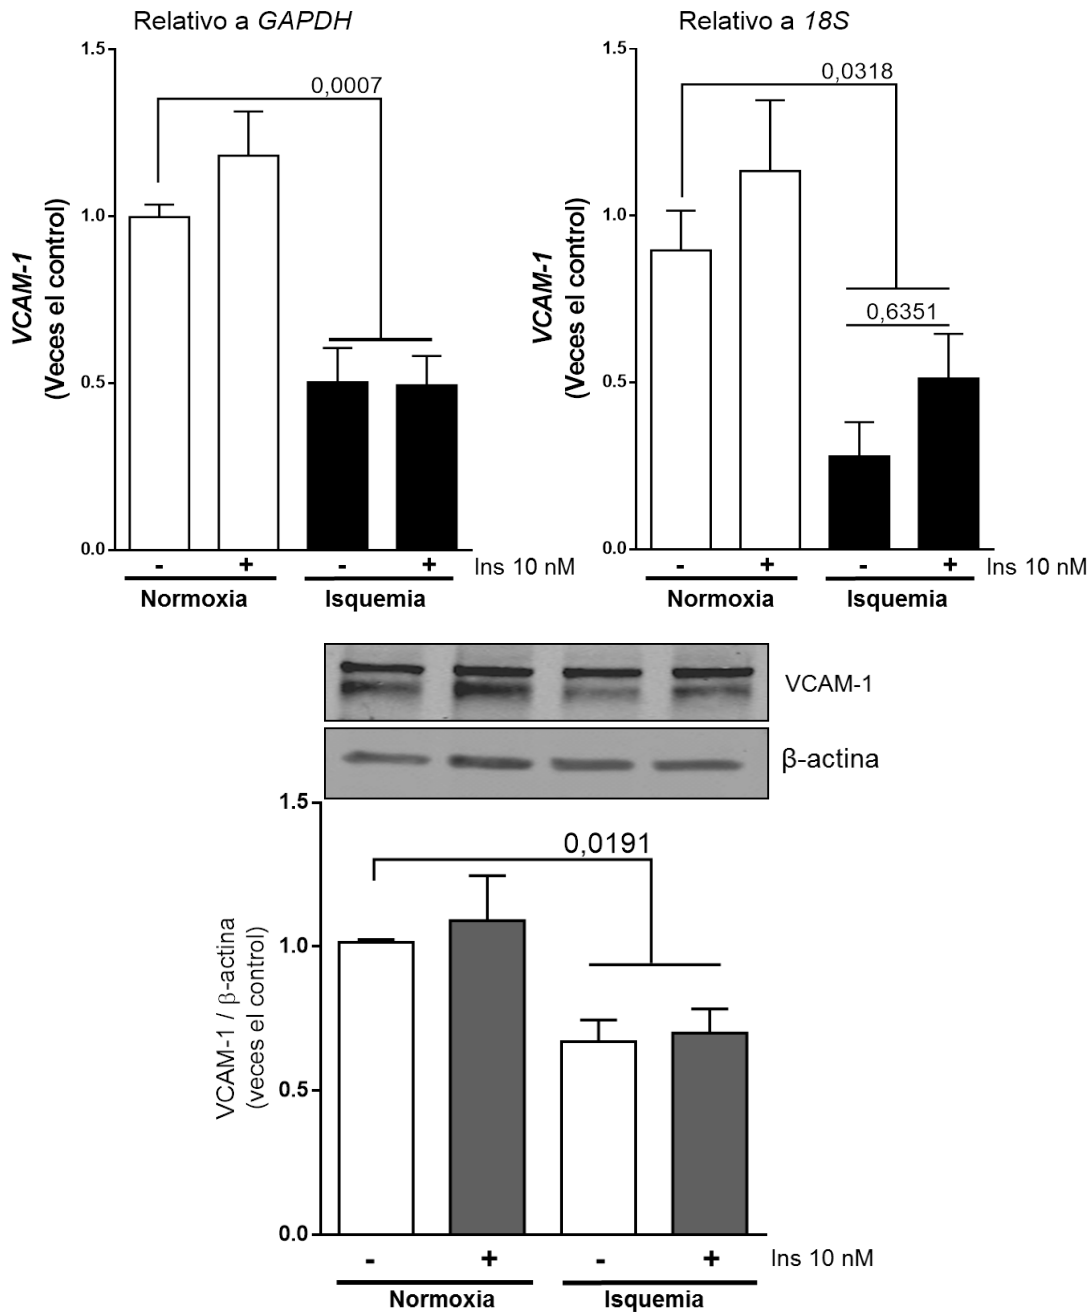 Relativo a GAPDH
1.5
1.0
0.5
0.0
VCAM-1
(Veces el control)
0,0007
- + - + Ins 10 nM
Normoxia Isquemia
Relativo a 18S
1.5
1.0
0.5
0.0
VCAM-1
(Veces el control)
0,0318
0,6351
- + - + Ins 10 nM
Normoxia Isquemia
VCAM-1
β-actina
1.5
1.0
0.5
0.0
VCAM-1 / β-actina
(veces el control)
0,0191
- + - + Ins 10 nM
Normoxia Isquemia